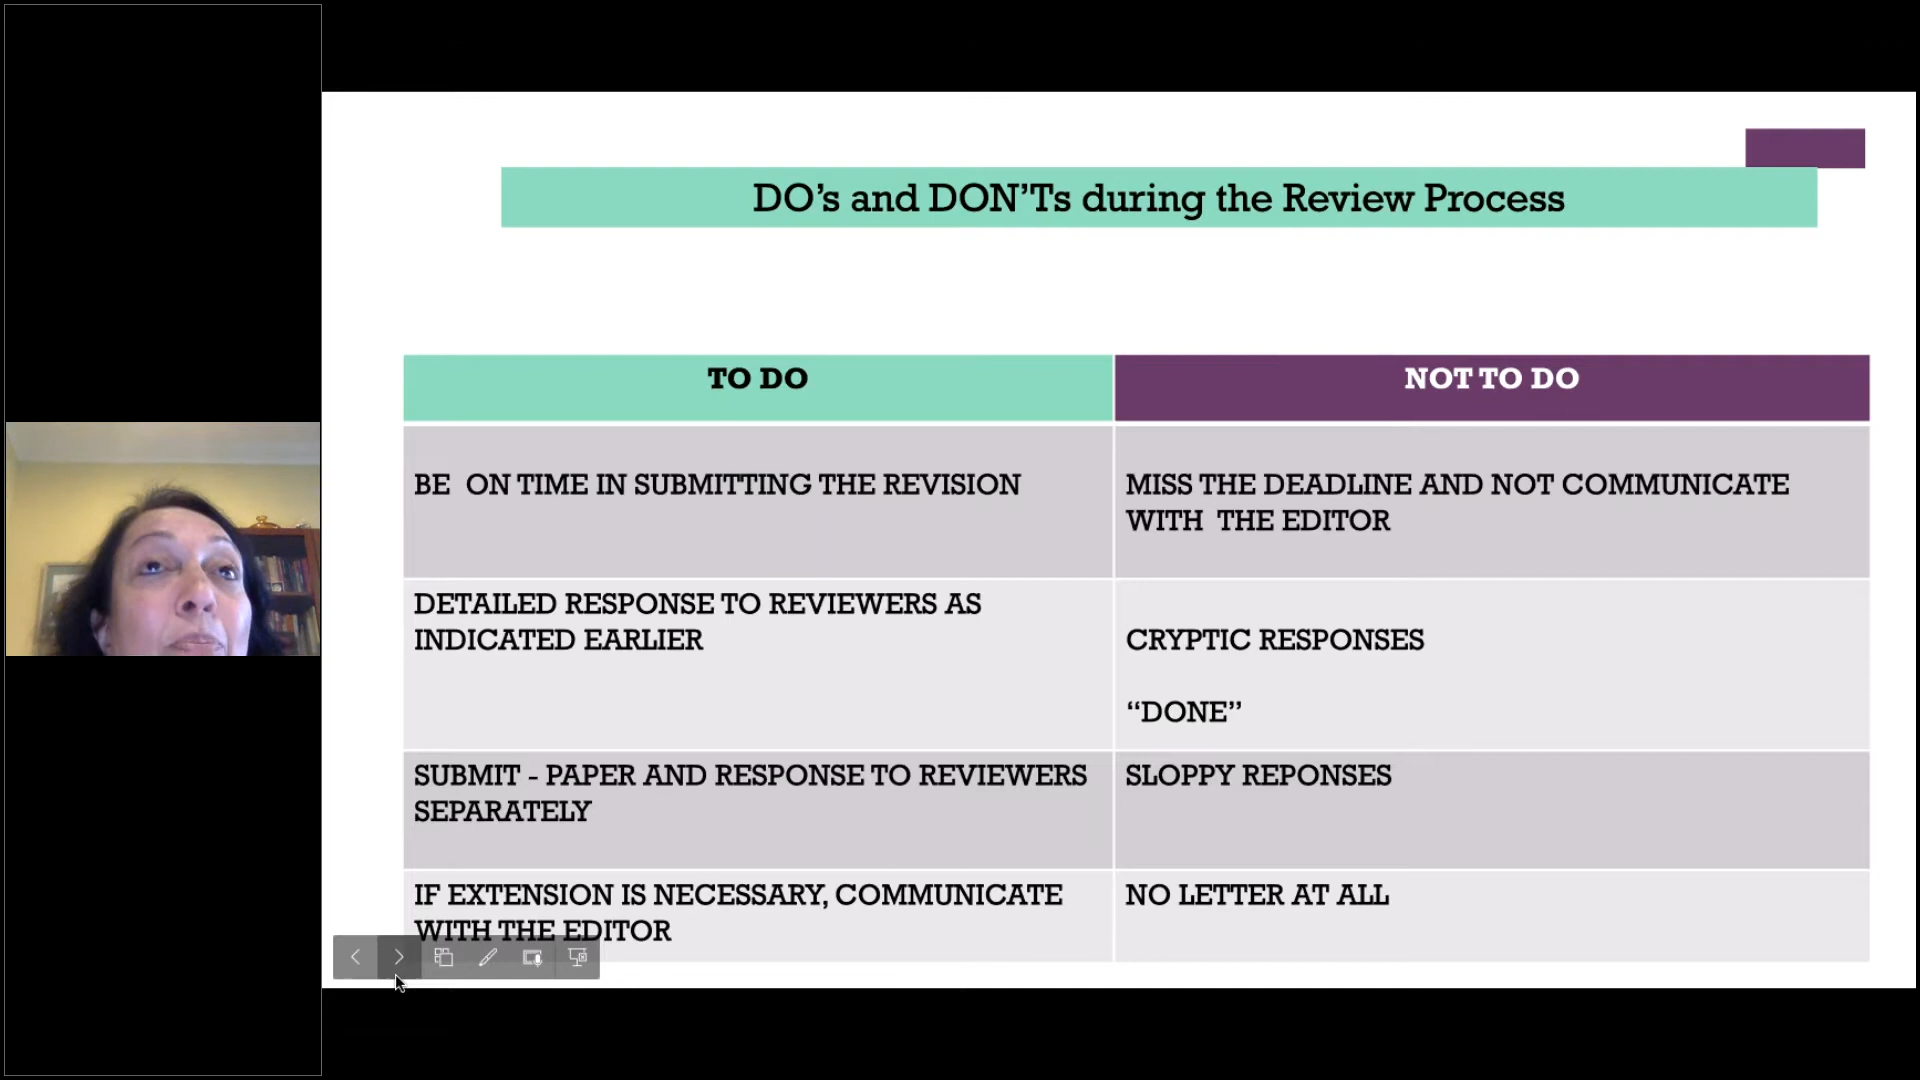 DO’s and DON’Ts during the Review Process
TO DO
NOT TO DO
BE ON TIME IN SUBMITTING THE REVISION
MISS THE DEADLINE AND NOT COMMUNICATE
WITH THE EDITOR
DETAILED RESPONSE TO REVIEWERS AS
INDICATED EARLIER
CRYPTIC RESPONSES
“DONE”
SUBMIT - PAPER AND RESPONSE TO REVIEWERS
SEPARATELY
SLOPPY REPONSES
IF EXTENSION IS NECESSARY, COMMUNICATE
WITH THE EDITOR
NO LETTER AT ALL